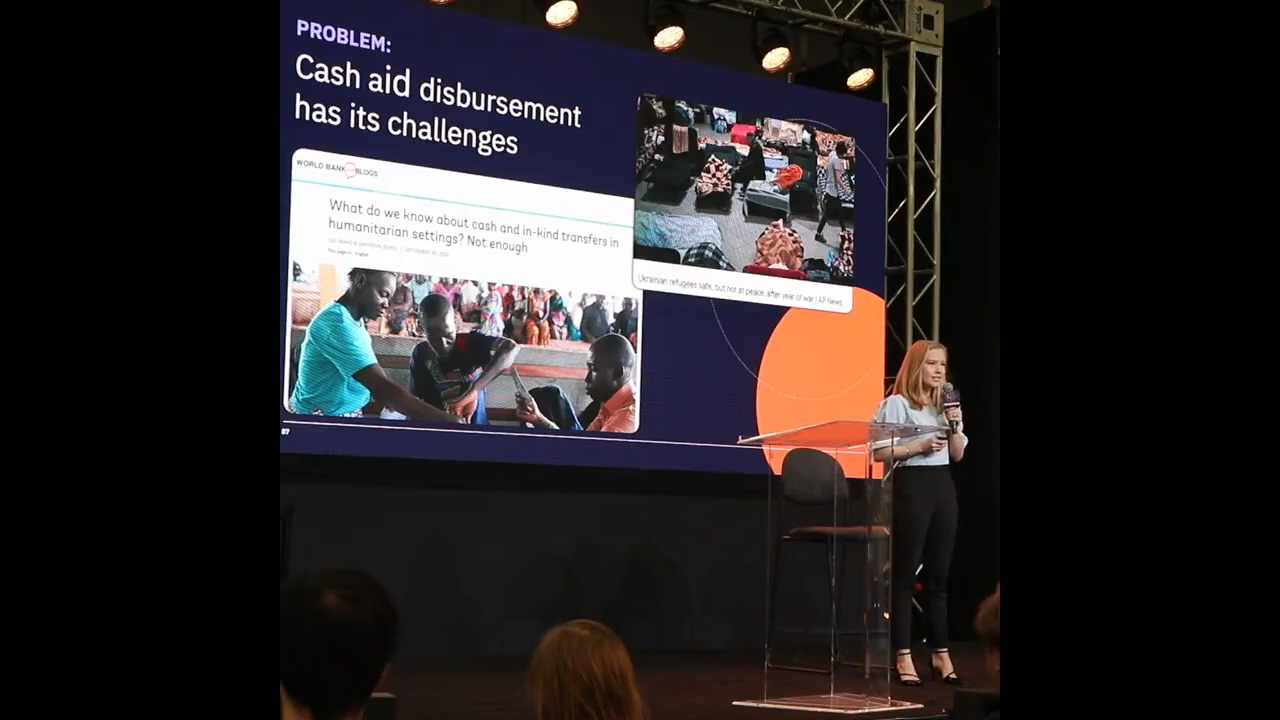 PROBLEM:
Cash aid disbursement
has its challenges
WORLD BANK BLOGS
What do we know about cash and in-kind transfers in
humanitarian settings? Not enough
Ukrainian refugees safe, but not at peace, after year of war | AP News